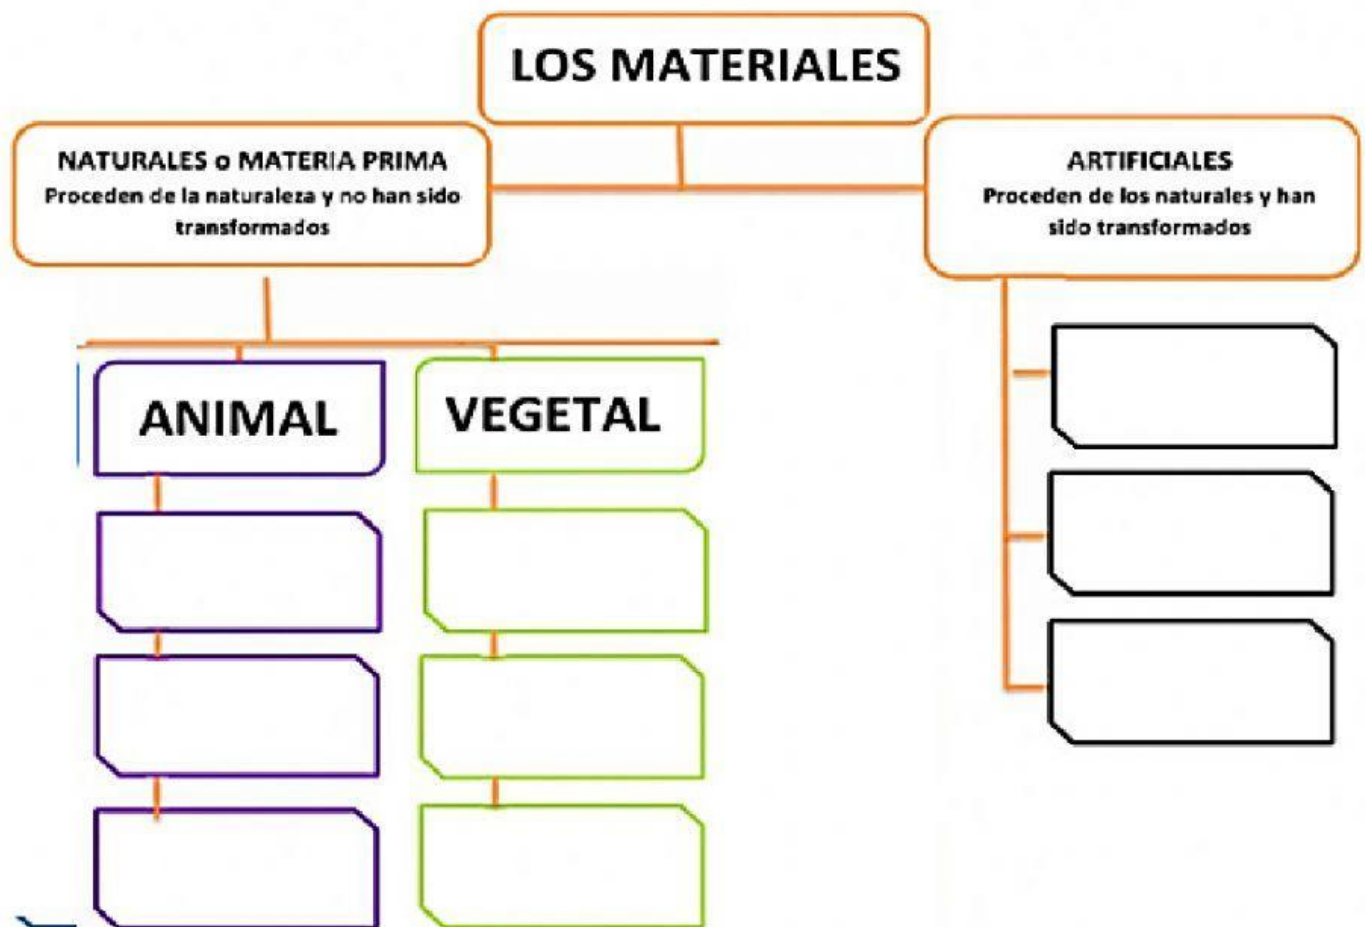 LOS MATERIALES
NATURALES o MATERIA PRIMA
Proceden de la naturaleza y no han sido
transformados
ARTIFICIALES
Proceden de los naturales y han
sido transformados
ANIMAL
VEGETAL